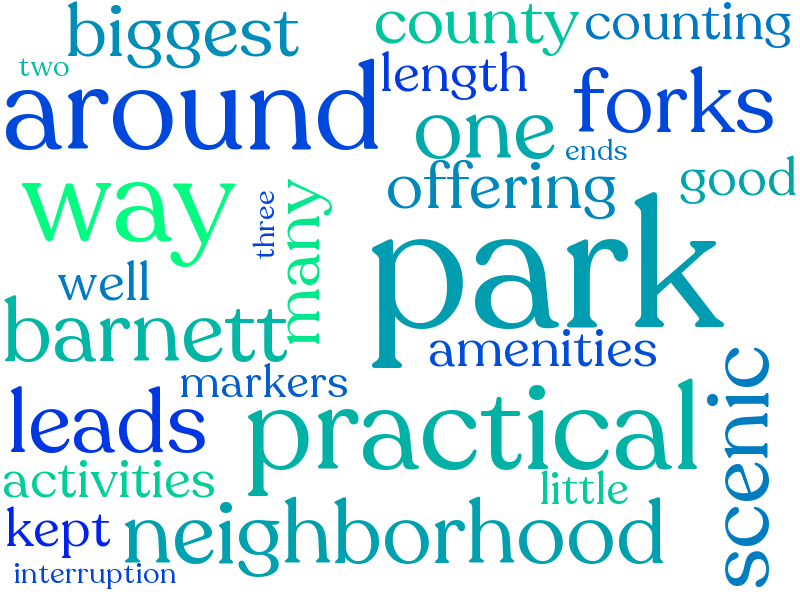 biggest
county
counting
two
around
length
forks
one
ends
way
offering
good
three
many
park
well
barnett
amenities
markers
scenic
leads
practical
activities
little
kept
neighborhood
interruption